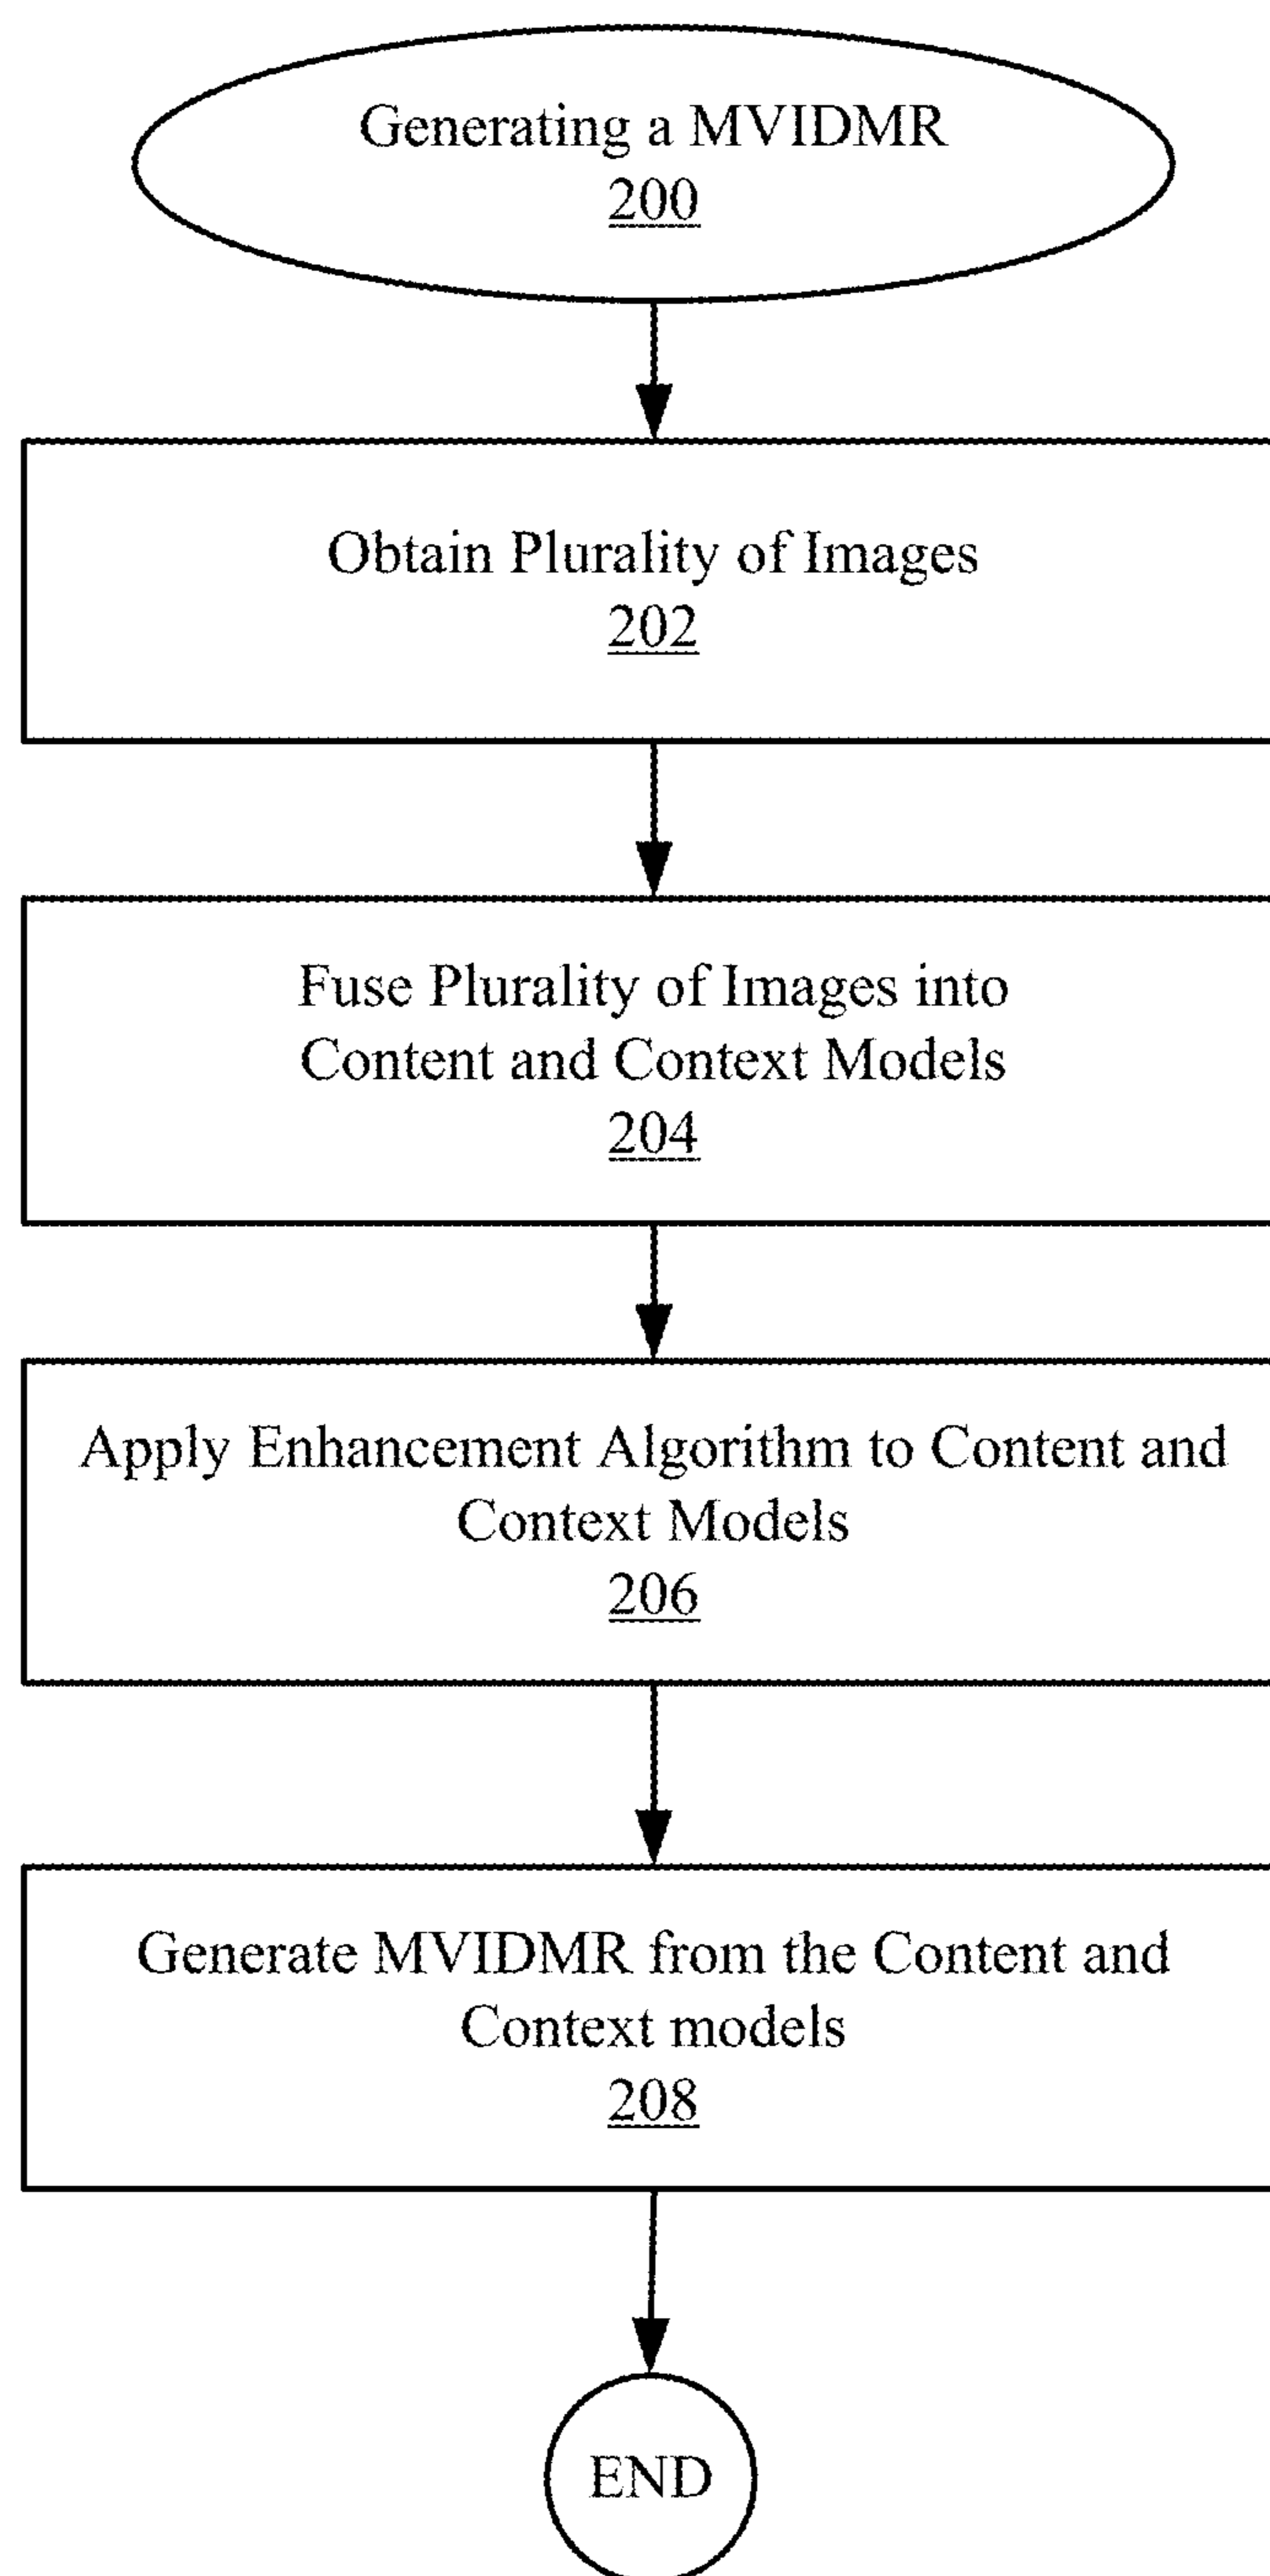 Generating a MVIDMR
200
Obtain Plurality of Images
202
Fuse Plurality of Images into
Content and Context Models
204
Apply Enhancement Algorithm to Content and
Context Models
206
Generate MVIDMR from the Content and
Context models
208
END